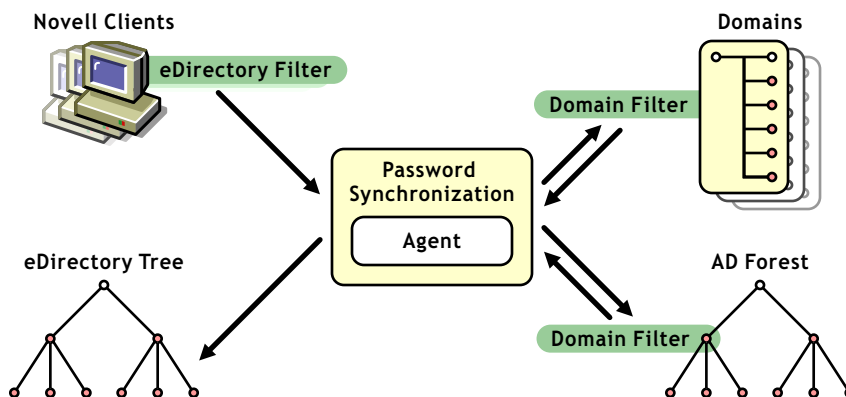 Novell Clients
Domains
eDirectory Filter
Domain Filter
Password
Synchronization
Agent
eDirectory Tree
AD Forest
Domain Filter